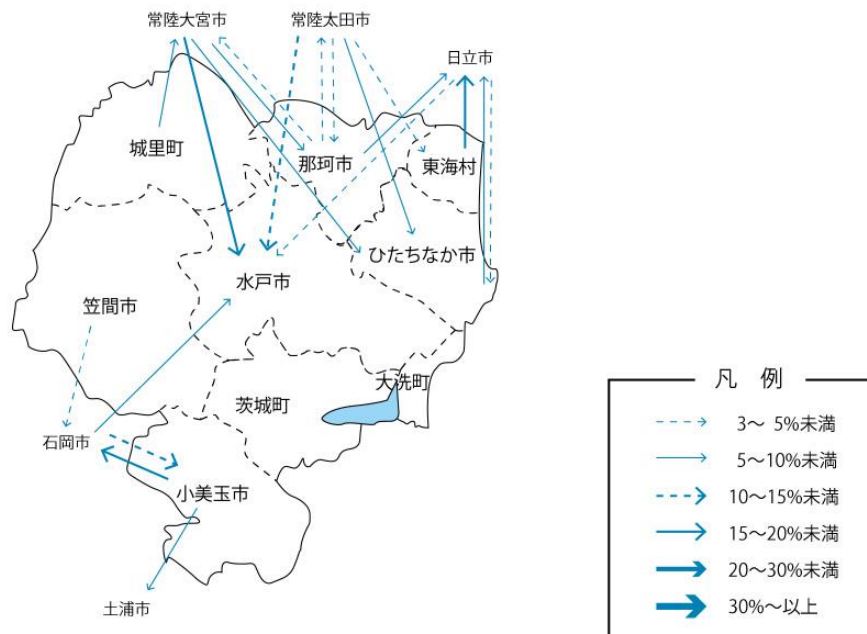 常陸大宮市
常陸太田市
日立市
城里町
那珂市
東海村
ひたちなか市
水戸市
笠間市
大洗町
茨城町
石岡市
小美玉市
土浦市
凡　例
3～ 5%未満
5～10%未満
10～15%未満
15～20%未満
20～30%未満
30%～以上